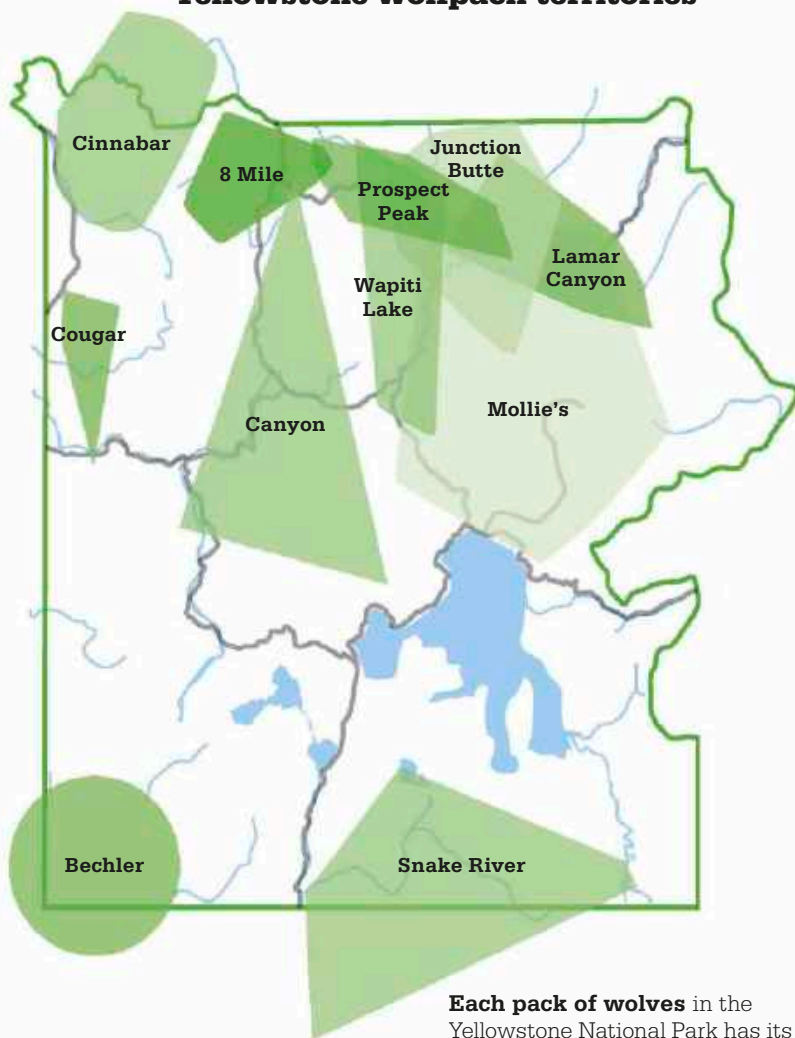 Yellowstone wolfpack territories
Cinnabar
8 Mile
Junction
Butte
Prospect
Peak
Lamar
Canyon
Wapiti
Lake
Cougar
Mollie's
Canyon
Bechler
Snake River
Each pack of wolves in the
Yellowstone National Park has its